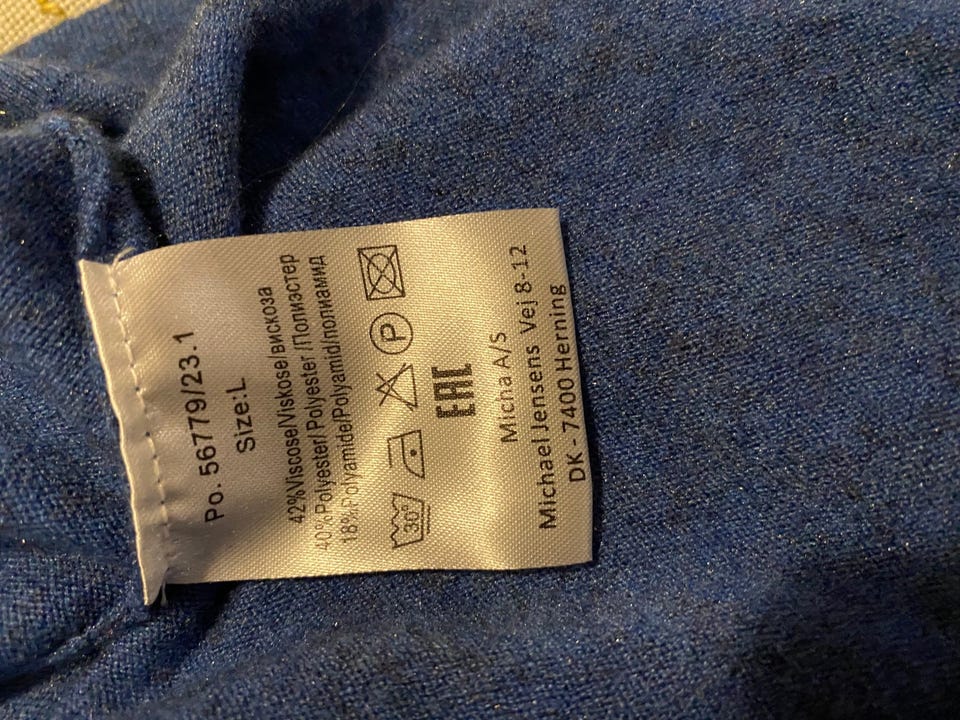 Po. 56779/23.1
Size:L
42%Viscose/Viskose/вискоза
40%Polyester/ Polyester /Полиэстер
18%Polyamide/Polyamid/полиамид
30° P
EAC
Micha A/S
Michael Jensens Vej 8-12
DK - 7400 Herning